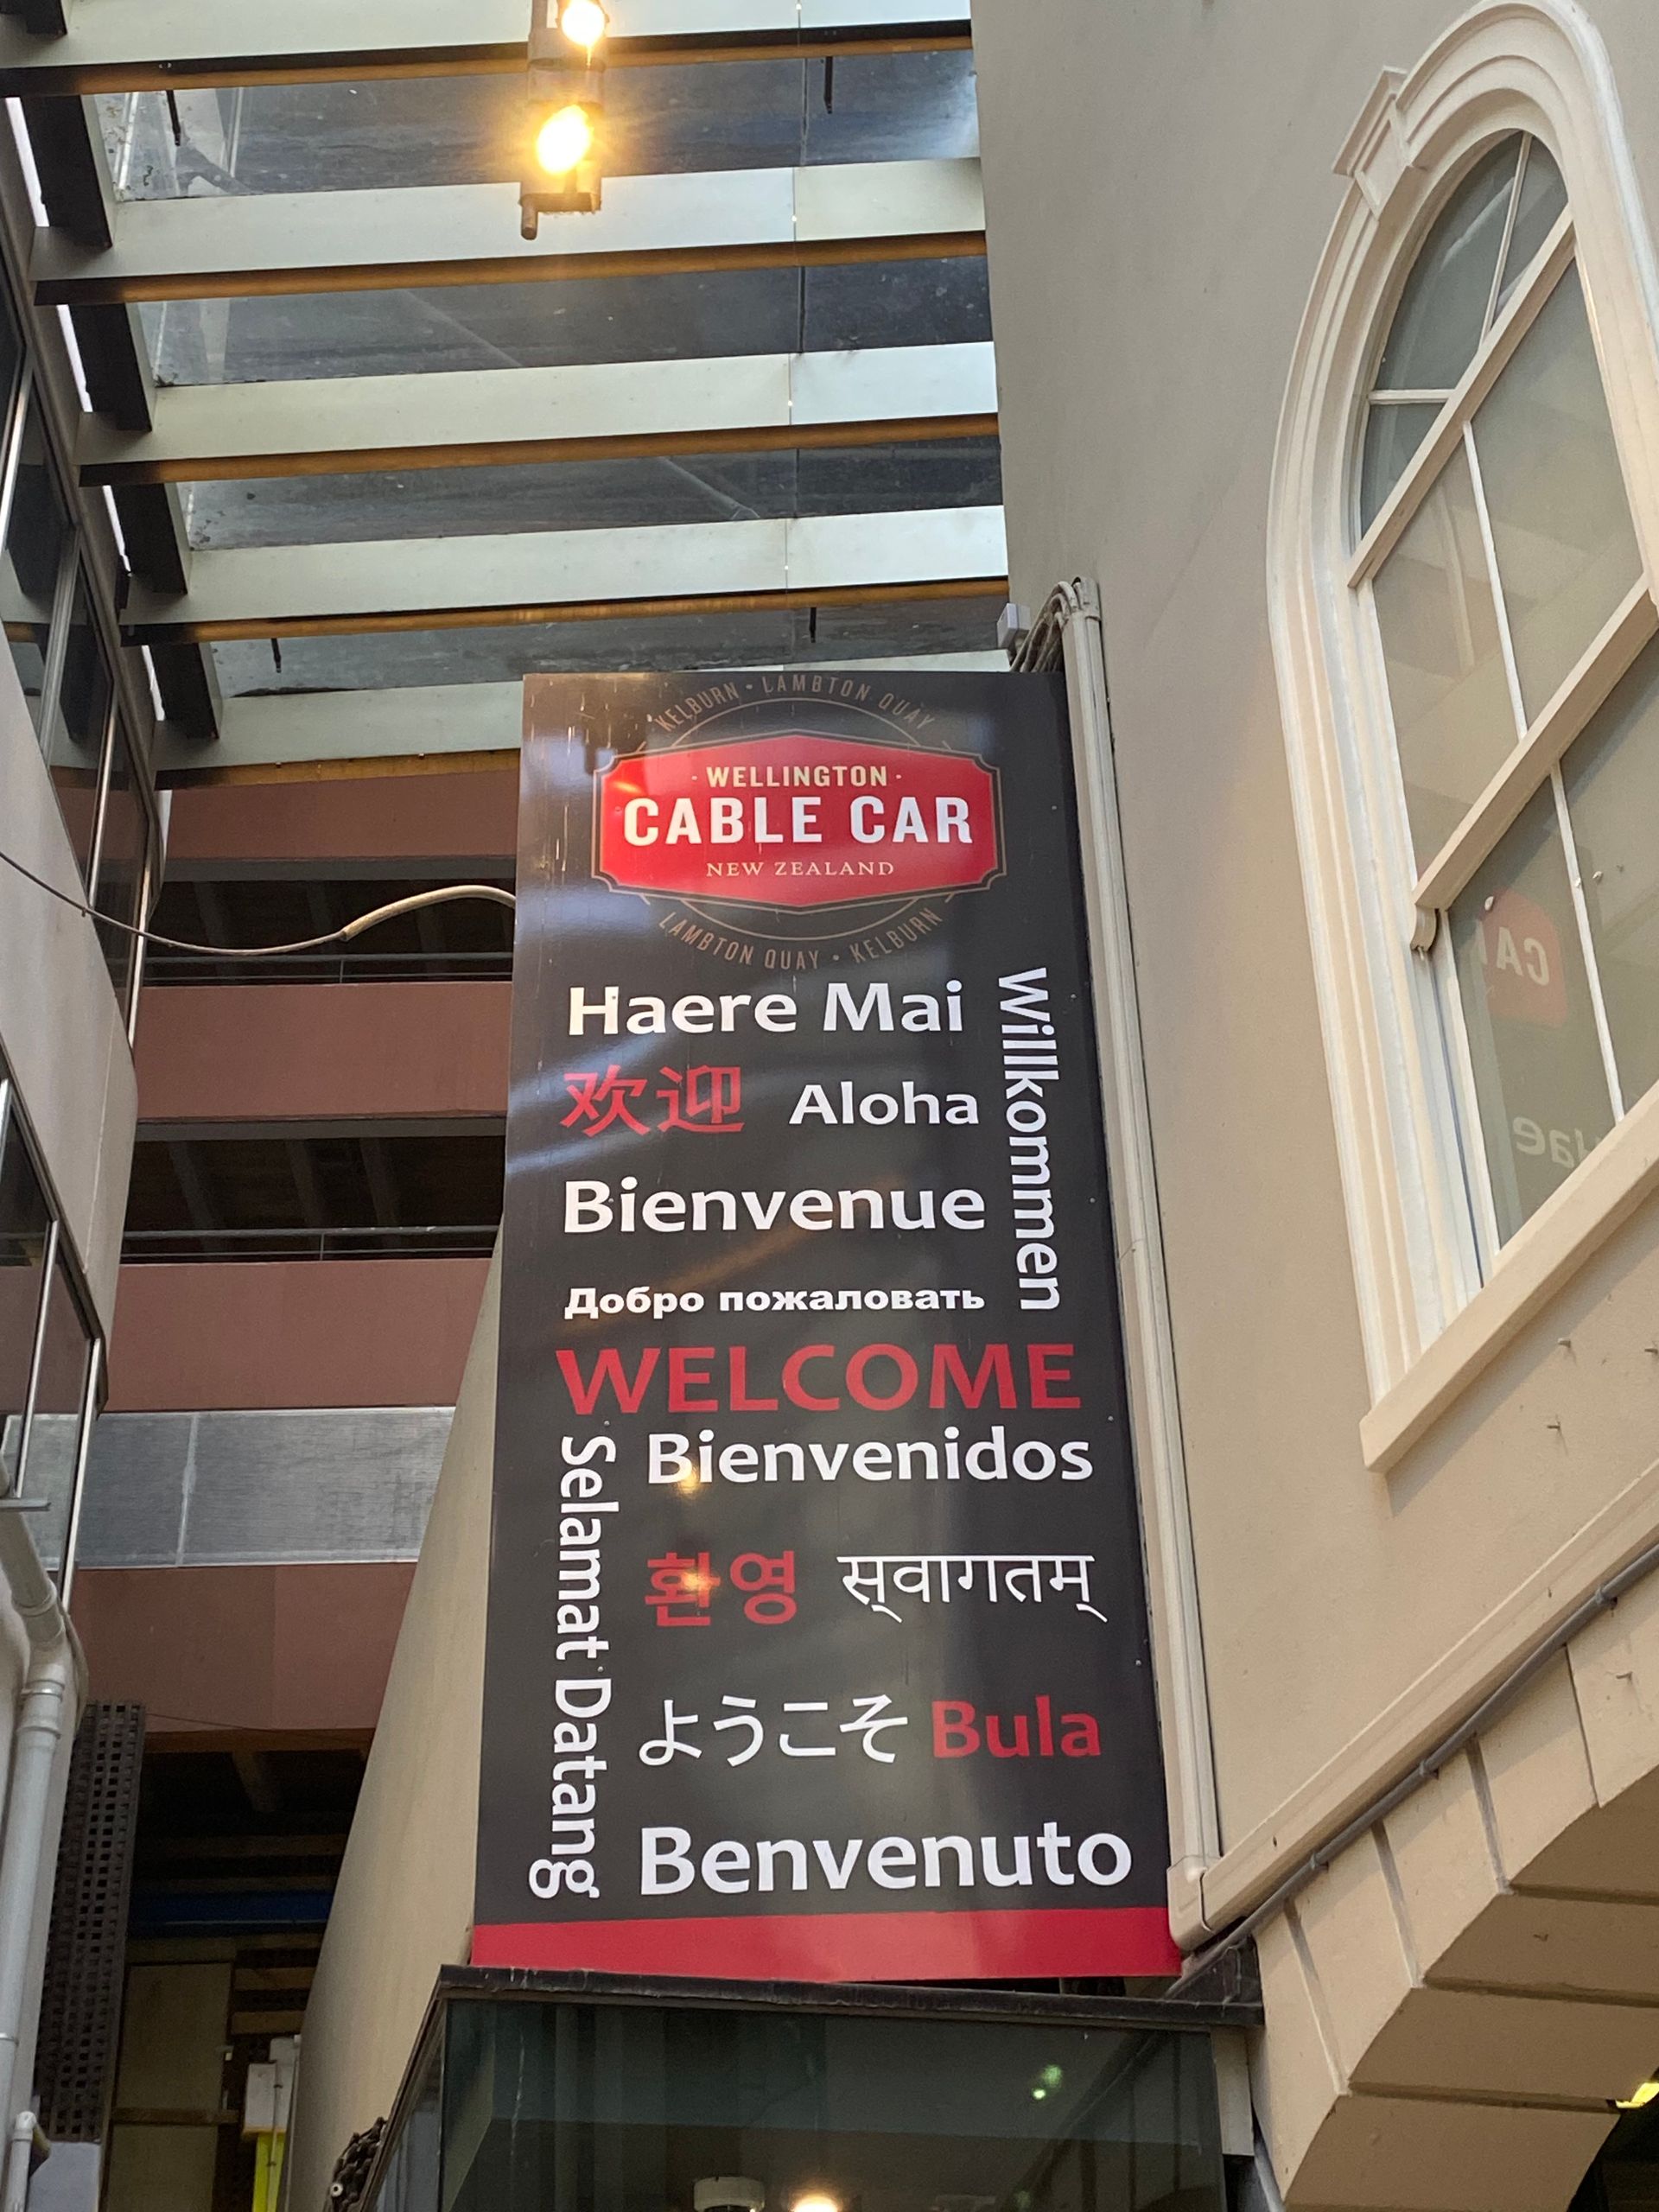 KELBURN • LAMBTON QUAY
· WELLINGTON ·
CABLE CAR
NEW ZEALAND
LAMBTON QUAY • KELBURN
Haere Mai
Willkommen
欢迎 Aloha
Bienvenue
Добро пожаловать
WELCOME
Bienvenidos
Selamat Datang
환영 स्वागतम्
ようこそ Bula
Benvenuto